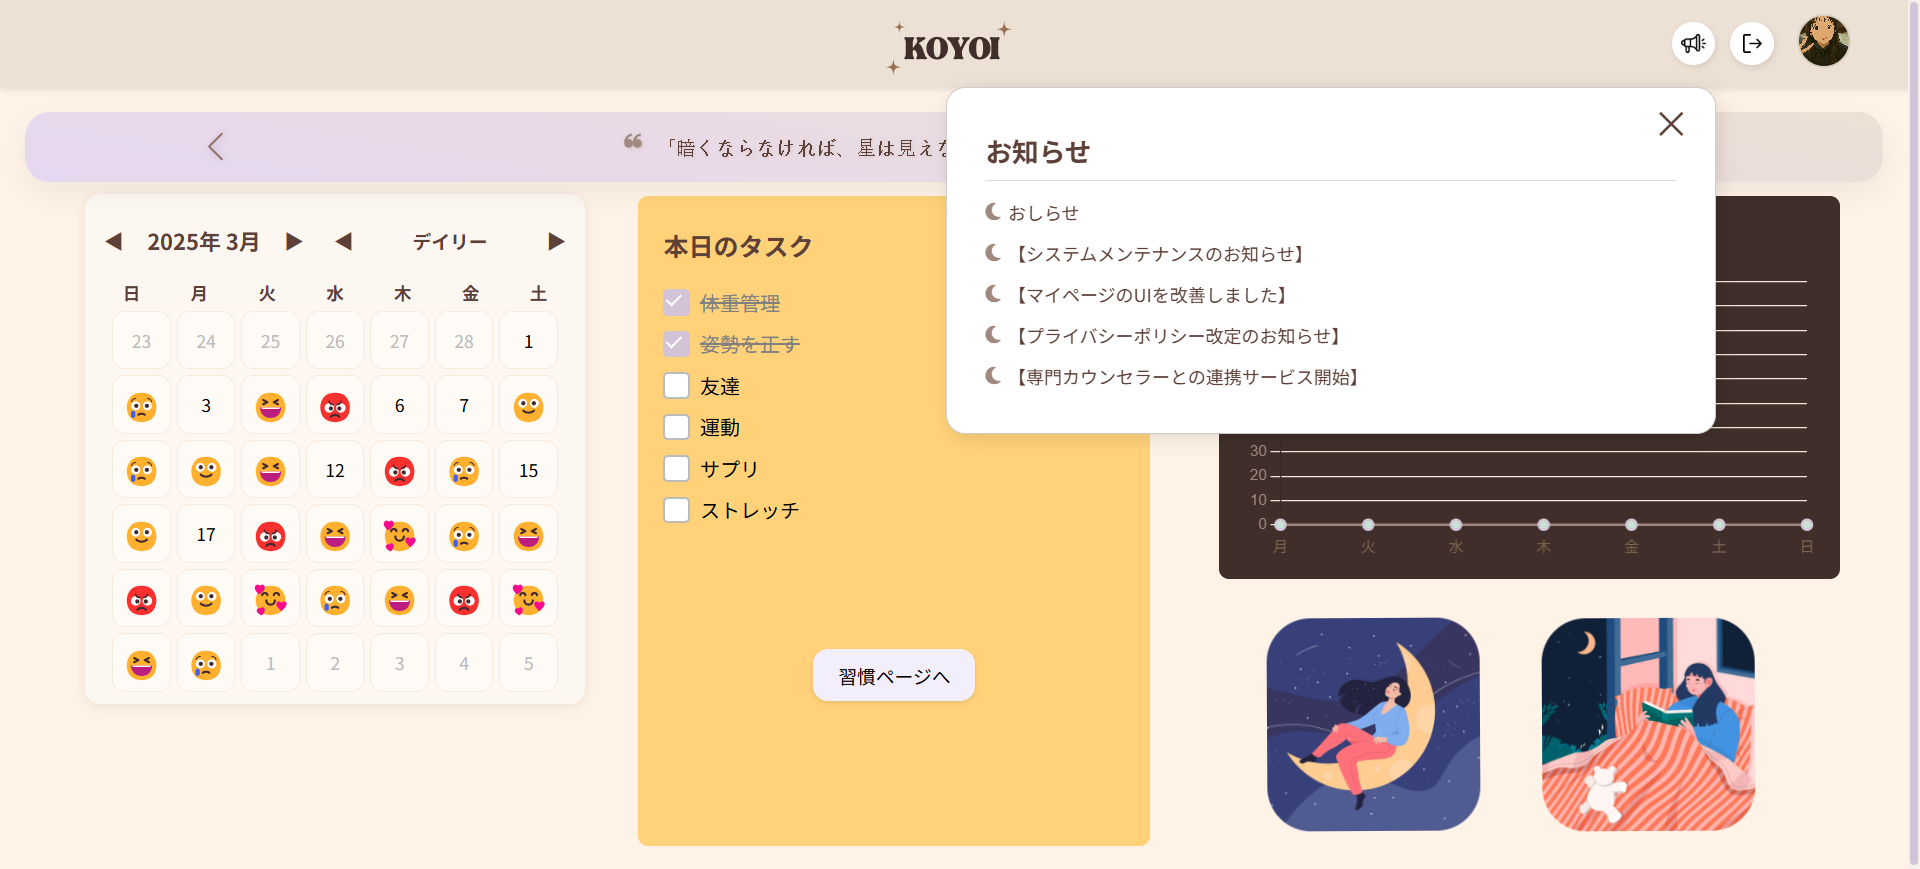 KOYOI
「暗くならなければ、星は見えな
お知らせ
おしらせ
【システムメンテナンスのお知らせ】
【マイページのUIを改善しました】
【プライバシーポリシー改定のお知らせ】
【専門カウンセラーとの連携サービス開始】
◀ 2025年 3月 ▶ ◀ デイリー ▶
日 月 火 水 木 金 土
23 24 25 26 27 28 1
3 6 7
12 15
17
1 2 3 4 5
本日のタスク
体重管理
姿勢を正す
友達
運動
サプリ
ストレッチ
習慣ページへ
30
20
10
0
月 火 水 木 金 土 日